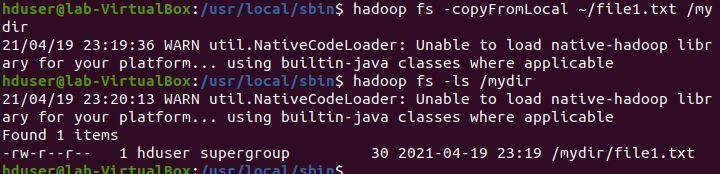 hduser@lab-VirtualBox:/usr/local/sbin$ hadoop fs -copyFromLocal ~/file1.txt /my
dir
21/04/19 23:19:36 WARN util.NativeCodeLoader: Unable to load native-hadoop libr
ary for your platform... using builtin-java classes where applicable
hduser@lab-VirtualBox:/usr/local/sbin$ hadoop fs -ls /mydir
21/04/19 23:20:13 WARN util.NativeCodeLoader: Unable to load native-hadoop libr
ary for your platform... using builtin-java classes where applicable
Found 1 items
-rw-r--r--   1 hduser supergroup         30 2021-04-19 23:19 /mydir/file1.txt
hduser@lab-VirtualBox:/usr/local/sbin$